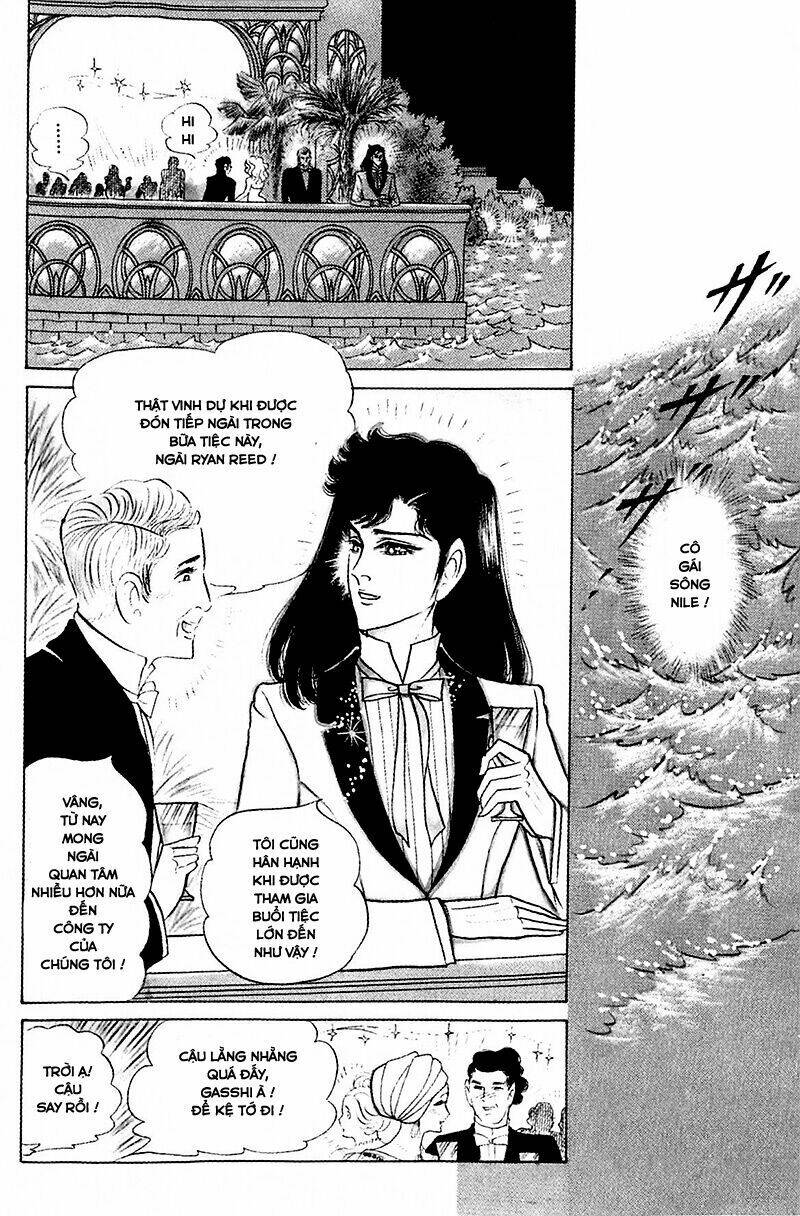 ザ
ザ
ザ
CÔ
GÁI
SÔNG
NILE !
HI
HI
......
THẬT VINH DỰ KHI ĐƯỢC
ĐÓN TIẾP NGÀI TRONG
BỮA TIỆC NÀY,
NGÀI RYAN REED !
TÔI CŨNG
HÂN HẠNH
KHI ĐƯỢC
THAM GIA
BUỔI TIỆC
LỚN ĐẾN
NHƯ VẬY !
VÂNG,
TỪ NAY
MONG
NGÀI
QUAN TÂM
NHIỀU HƠN NỮA
ĐẾN
CÔNG TY
CỦA
CHÚNG TÔI !
CẬU LẰNG NHẰNG
QUÁ ĐẤY,
GASSHI À !
ĐỂ KỆ TỚ ĐI !
TRỜI Ạ!
CẬU
SAY RỒI !